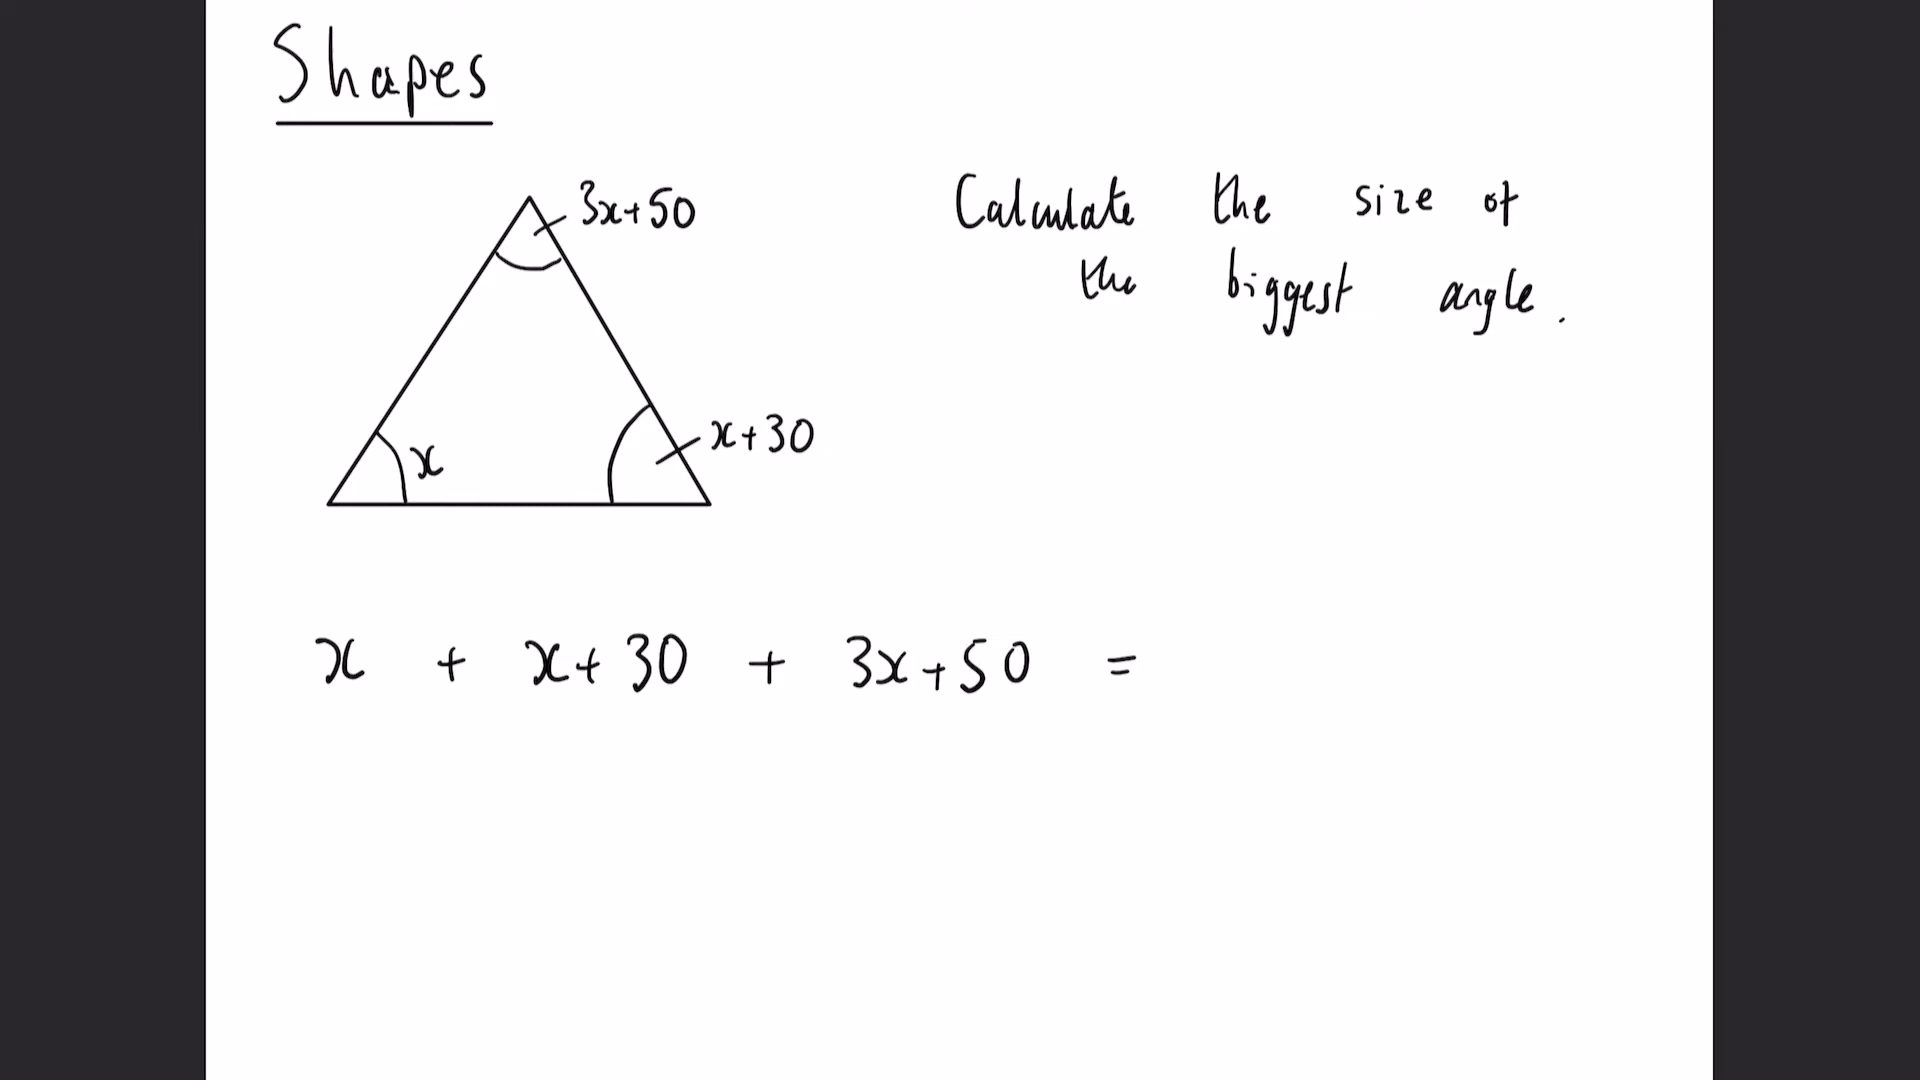 Shapes
3x+50
Calculate the size of
the biggest angle.
x+30
x
x + x+30 + 3x+50 =